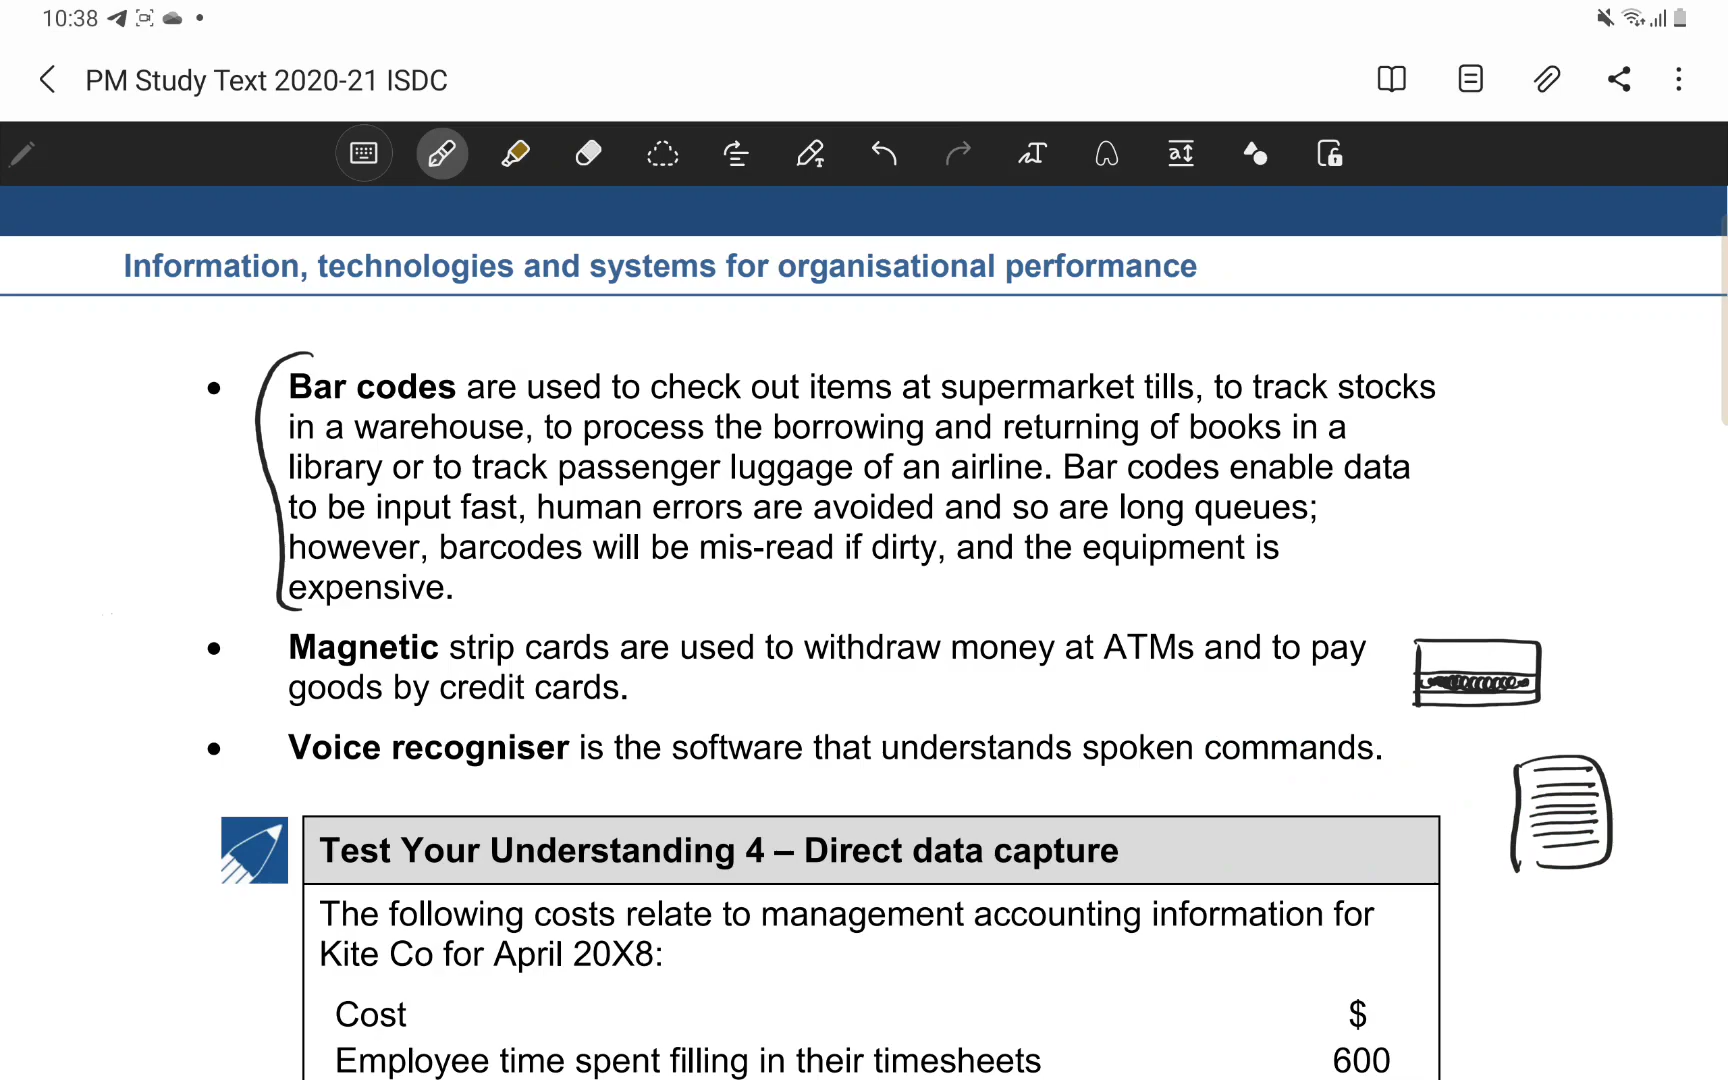 10:38
PM Study Text 2020-21 ISDC
Information, technologies and systems for organisational performance
• Bar codes are used to check out items at supermarket tills, to track stocks
in a warehouse, to process the borrowing and returning of books in a
library or to track passenger luggage of an airline. Bar codes enable data
to be input fast, human errors are avoided and so are long queues;
however, barcodes will be mis-read if dirty, and the equipment is
expensive.
• Magnetic strip cards are used to withdraw money at ATMs and to pay
goods by credit cards.
• Voice recogniser is the software that understands spoken commands.
Test Your Understanding 4 – Direct data capture
The following costs relate to management accounting information for
Kite Co for April 20X8:
Cost $
Employee time spent filling in their timesheets 600